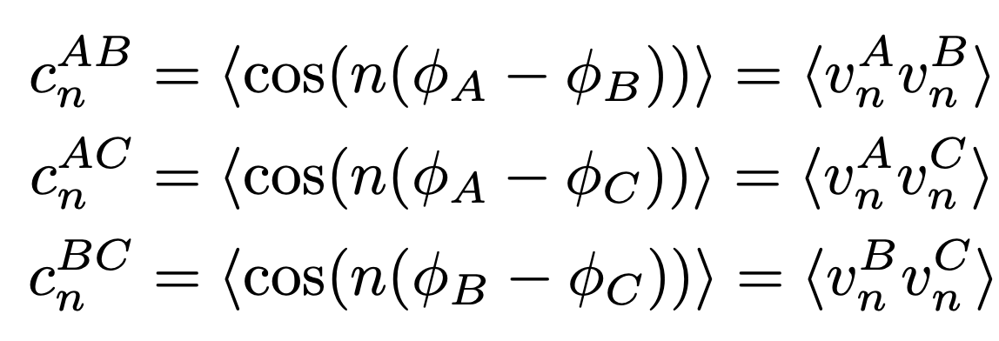 c_n^{AB} = ⟨cos(n(ϕ_A − ϕ_B))⟩ = ⟨v_n^A v_n^B⟩
c_n^{AC} = ⟨cos(n(ϕ_A − ϕ_C))⟩ = ⟨v_n^A v_n^C⟩
c_n^{BC} = ⟨cos(n(ϕ_B − ϕ_C))⟩ = ⟨v_n^B v_n^C⟩